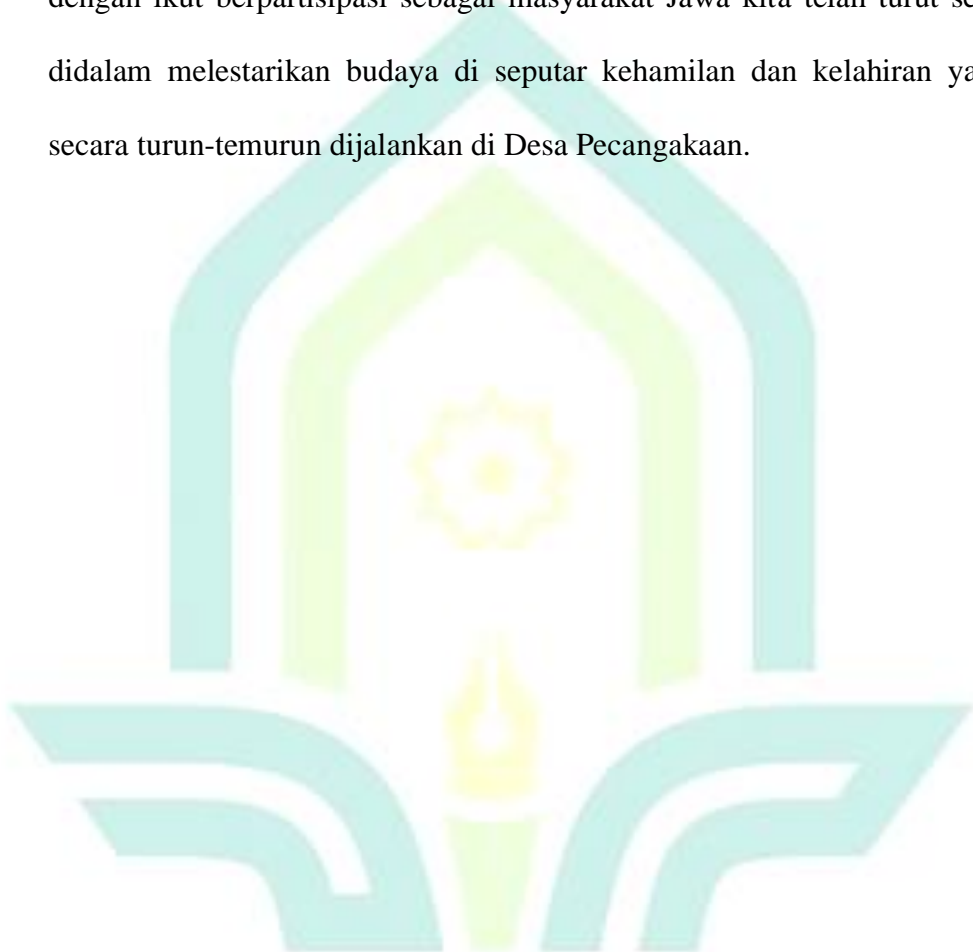 dengan ikut berpartisipasi sebagai masyarakat Jawa kita telah turut
didalam melestarikan budaya di seputar kehamilan dan kelahiran
secara turun-temurun dijalankan di Desa Pecangakaan.